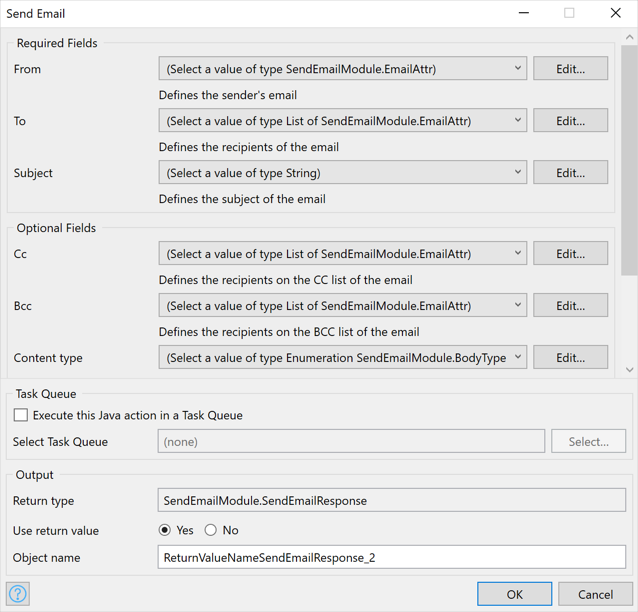 Send Email
Required Fields
From (Select a value of type SendEmailModule.EmailAttr) Edit...
Defines the sender's email
To (Select a value of type List of SendEmailModule.EmailAttr) Edit...
Defines the recipients of the email
Subject (Select a value of type String) Edit...
Defines the subject of the email
Optional Fields
Cc (Select a value of type List of SendEmailModule.EmailAttr) Edit...
Defines the recipients on the CC list of the email
Bcc (Select a value of type List of SendEmailModule.EmailAttr) Edit...
Defines the recipients on the BCC list of the email
Content type (Select a value of type Enumeration SendEmailModule.BodyType Edit...
Task Queue
Execute this Java action in a Task Queue
Select Task Queue (none) Select...
Output
Return type SendEmailModule.SendEmailResponse
Use return value Yes No
Object name ReturnValueNameSendEmailResponse_2
? OK Cancel